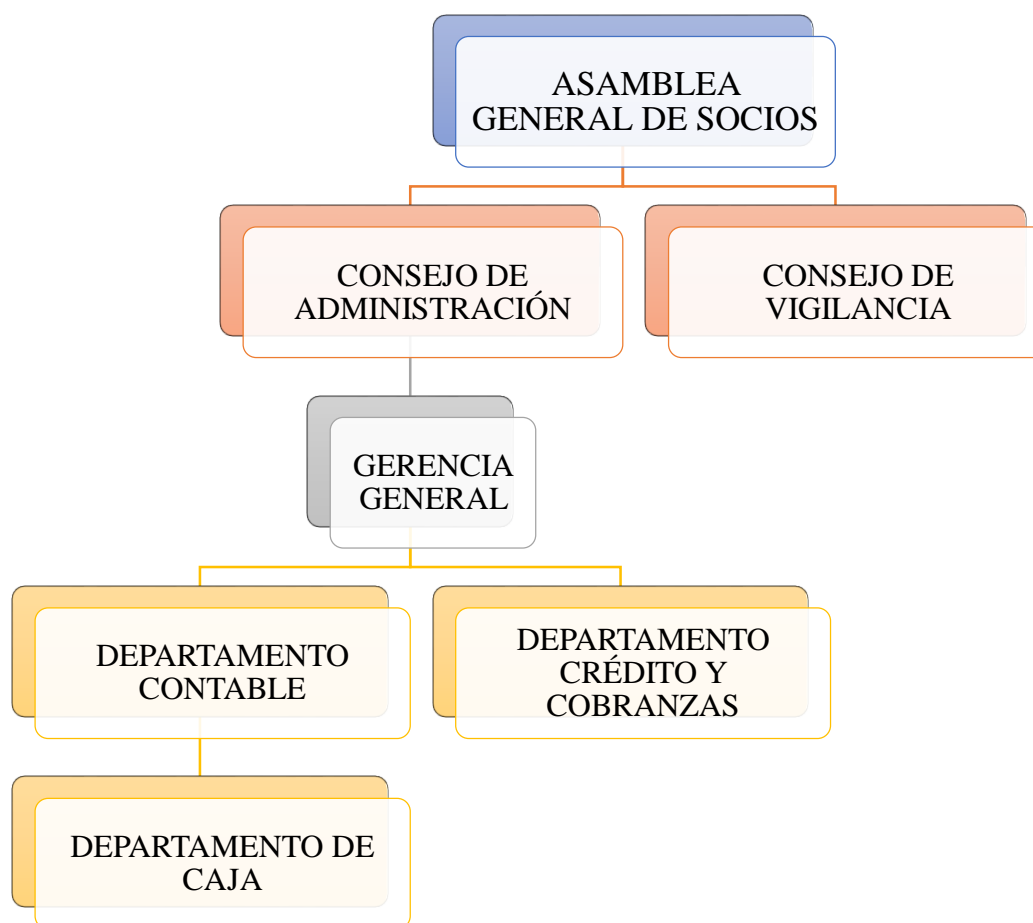 ASAMBLEA
GENERAL DE SOCIOS
CONSEJO DE
ADMINISTRACIÓN
CONSEJO DE
VIGILANCIA
GERENCIA
GENERAL
DEPARTAMENTO
CONTABLE
DEPARTAMENTO
CRÉDITO Y
COBRANZAS
DEPARTAMENTO DE
CAJA